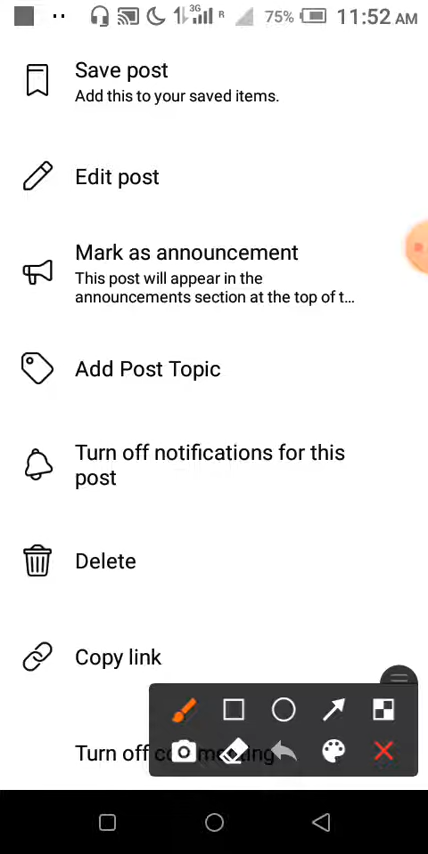 3G
R
75%
11:52 AM
Save post
Add this to your saved items.
Edit post
Mark as announcement
This post will appear in the
announcements section at the top of t...
Add Post Topic
Turn off notifications for this
post
Delete
Copy link
Turn off commenting